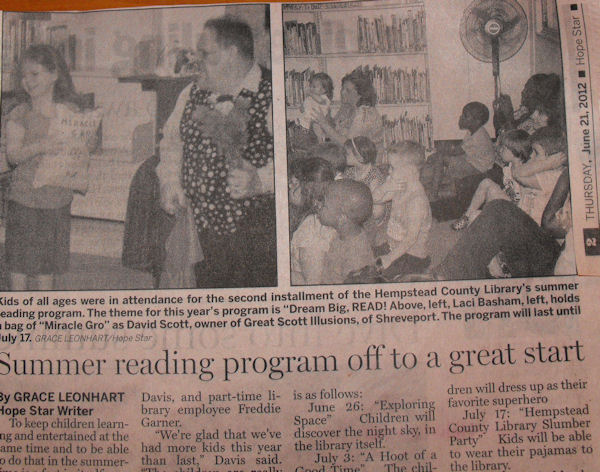 MIRACLE
2 ■ THURSDAY, June 21, 2012 ■ Hope Star ■
Kids of all ages were in attendance for the second installment of the Hempstead County Library's summer
reading program. The theme for this year's program is "Dream Big, READ! Above, left, Laci Basham, left, holds
a bag of "Miracle Gro" as David Scott, owner of Great Scott Illusions, of Shreveport. The program will last until
July 17. GRACE LEONHART/Hope Star
Summer reading program off to a great start
By GRACE LEONHART
Hope Star Writer
To keep children learn-
ing and entertained at the
same time and to be able
to do that in the summer-
Davis, and part-time li-
brary employee Freddie
Garner.
"We're glad that we've
had more kids this year
than last," Davis said.
is as follows:
June 26: "Exploring
Space" Children will
discover the night sky, in
the library itself.
July 3: "A Hoot of a
Good Time" The chil-
dren will dress up as their
favorite superhero
July 17: "Hempstead
County Library Slumber
Party" Kids will be able
to wear their pajamas to
the library.